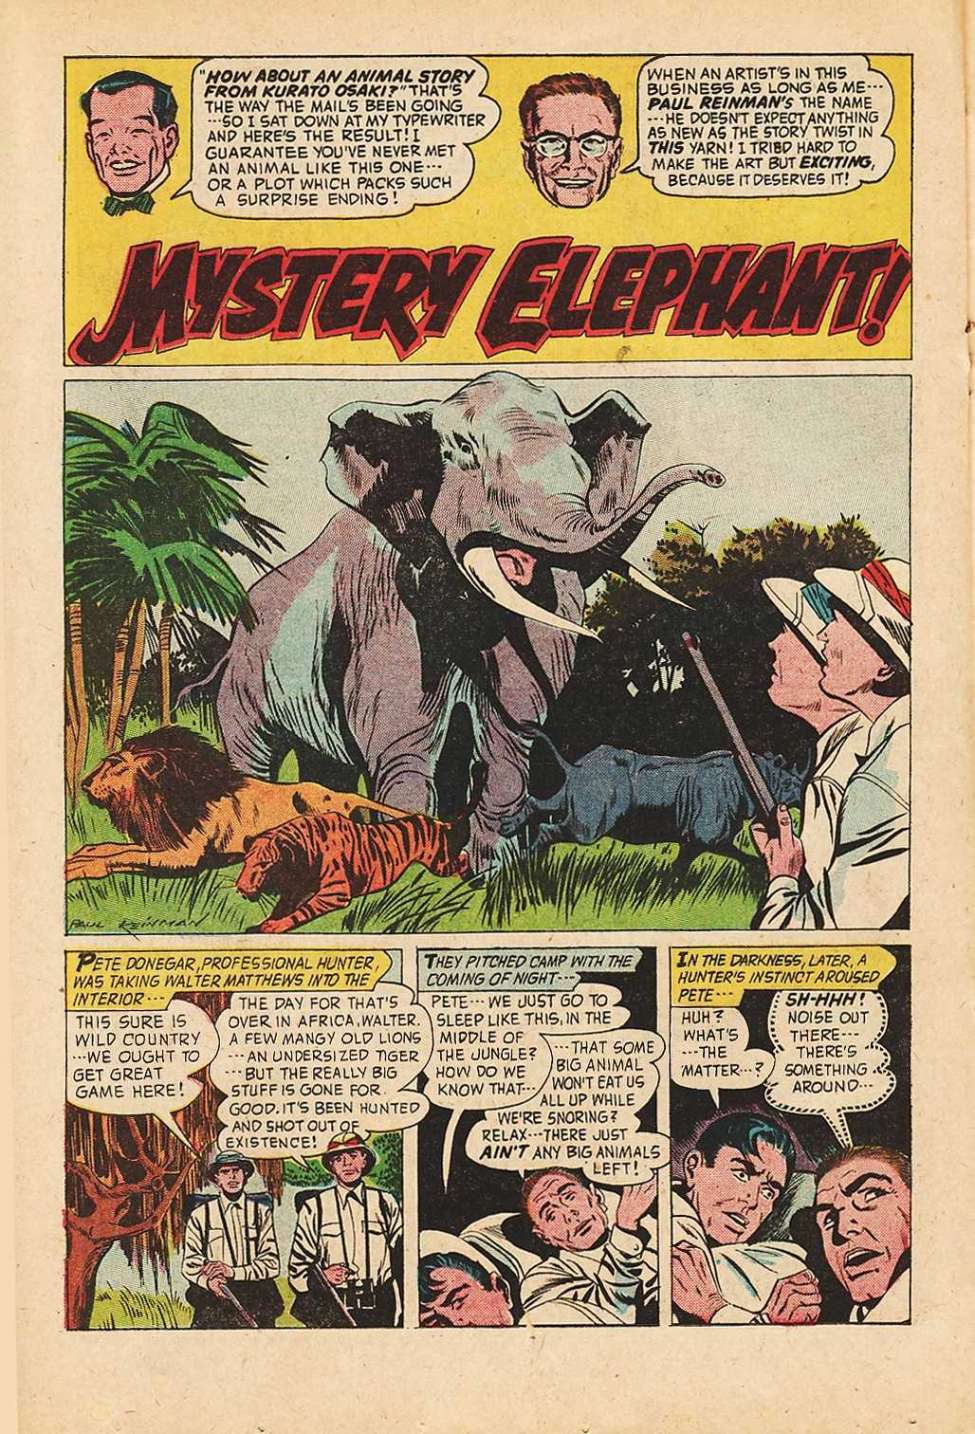 "HOW ABOUT AN ANIMAL STORY
FROM KURATO OSAKI?" THAT'S
THE WAY THE MAIL'S BEEN GOING
---SO I SAT DOWN AT MY TYPEWRITER
AND HERE'S THE RESULT! I
GUARANTEE YOU'VE NEVER MET
AN ANIMAL LIKE THIS ONE---
OR A PLOT WHICH PACKS SUCH
A SURPRISE ENDING!
WHEN AN ARTIST'S IN THIS
BUSINESS AS LONG AS ME---
PAUL REINMAN'S THE NAME
---HE DOESN'T EXPECT ANYTHING
AS NEW AS THE STORY TWIST IN
THIS YARN! I TRIED HARD TO
MAKE THE ART BUT EXCITING,
BECAUSE IT DESERVES IT!
MYSTERY ELEPHANT!
PAUL REINMAN
PETE DONEGAR, PROFESSIONAL HUNTER,
WAS TAKING WALTER MATTHEWS INTO THE
INTERIOR---
THIS SURE IS
WILD COUNTRY
---WE OUGHT TO
GET GREAT
GAME HERE!
THE DAY FOR THAT'S
OVER IN AFRICA, WALTER.
A FEW MANGY OLD LIONS
---AN UNDERSIZED TIGER
---BUT THE REALLY BIG
STUFF IS GONE FOR
GOOD. IT'S BEEN HUNTED
AND SHOT OUT OF
EXISTENCE!
THEY PITCHED CAMP WITH THE
COMING OF NIGHT---
PETE---WE JUST GO TO
SLEEP LIKE THIS, IN THE
MIDDLE OF
THE JUNGLE?
HOW DO WE
KNOW THAT---
---THAT SOME
BIG ANIMAL
WON'T EAT US
ALL UP WHILE
WE'RE SNORING?
RELAX---THERE JUST
AIN'T ANY BIG ANIMALS
LEFT!
IN THE DARKNESS, LATER, A
HUNTER'S INSTINCT AROUSED
PETE---
HUH?
WHAT'S
---THE
MATTER---?
SH-HHH!
NOISE OUT
THERE---
THERE'S
SOMETHING
AROUND---